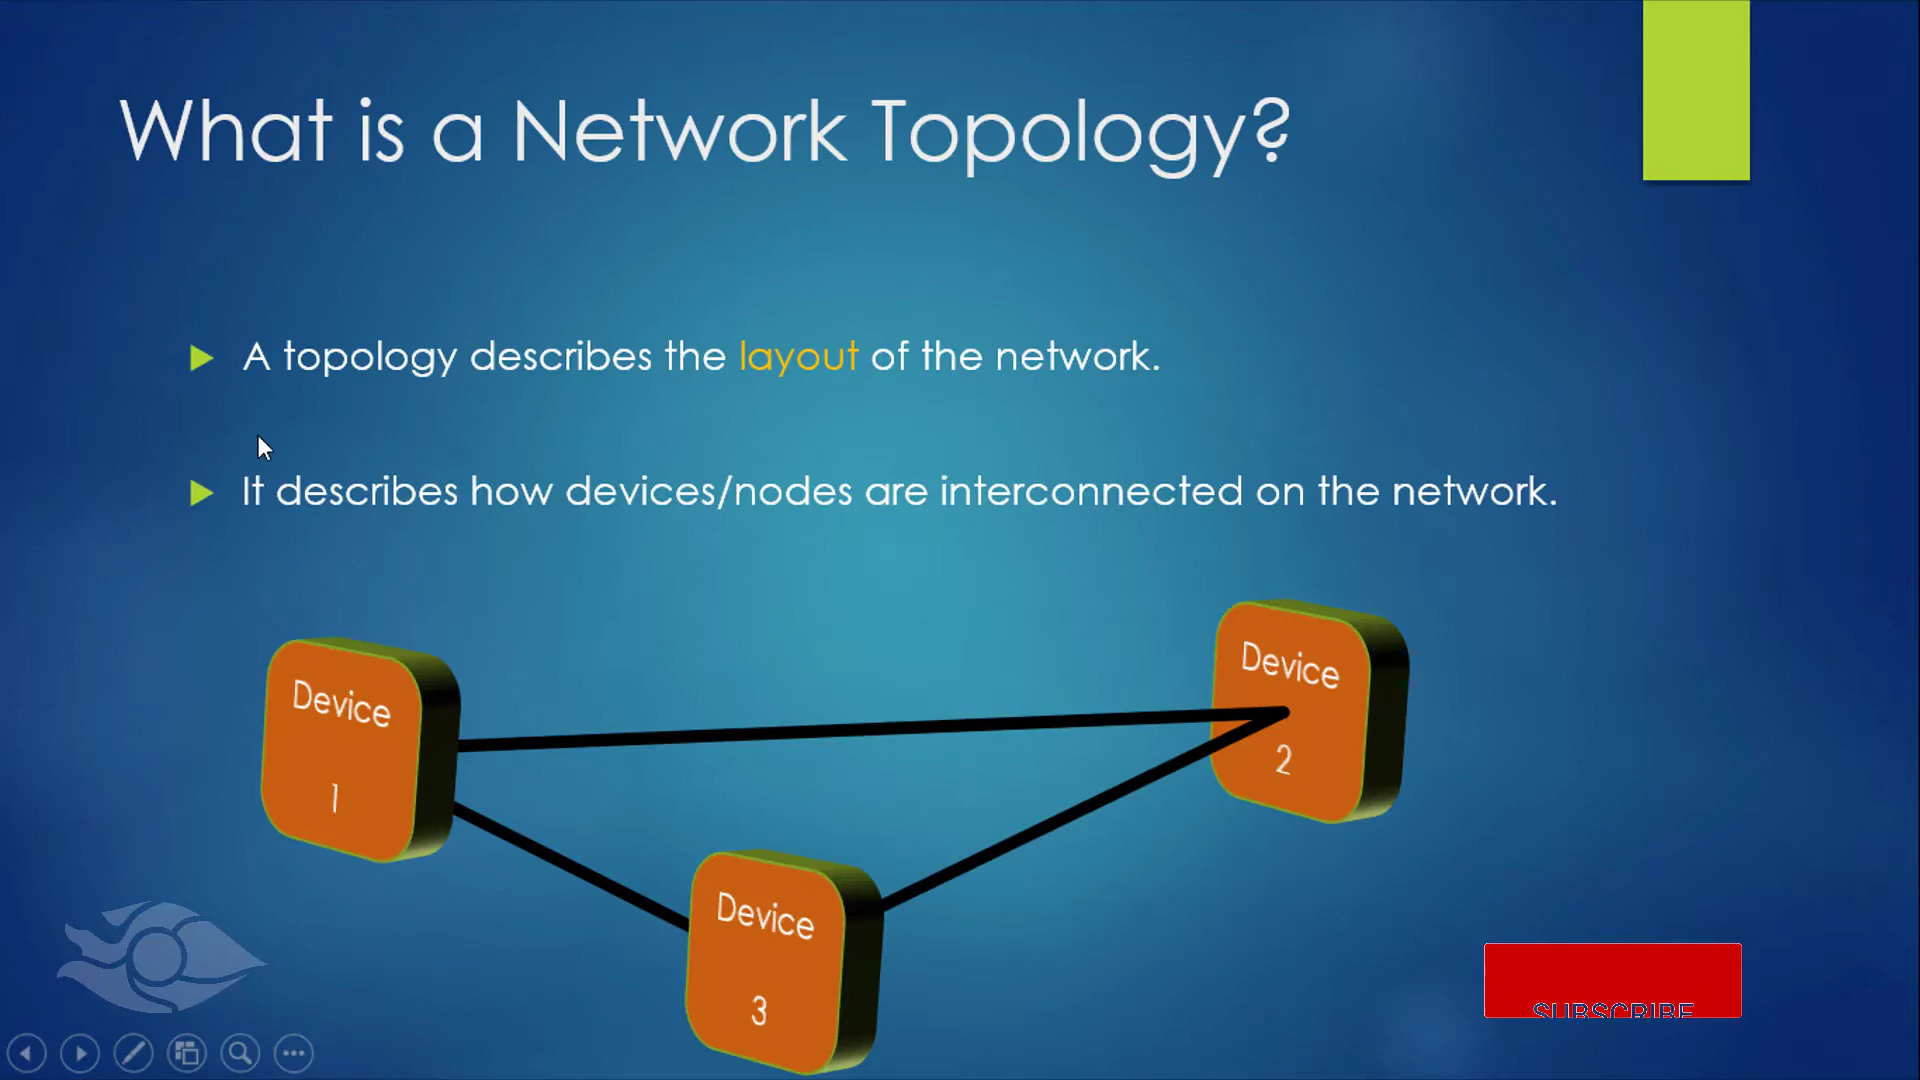 What is a Network Topology?
A topology describes the layout of the network.
It describes how devices/nodes are interconnected on the network.
Device
1
Device
2
Device
3
SUBSCRIBE